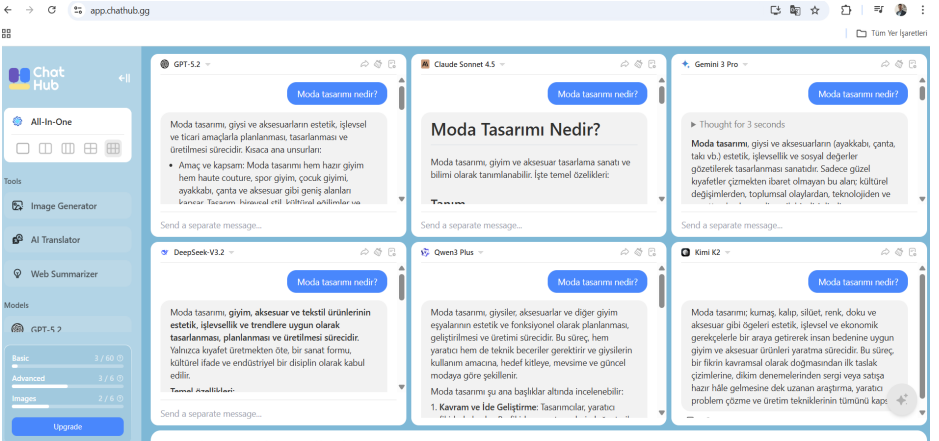 app.chathub.gg
Tüm Yer İşaretleri
Chat
Hub
All-In-One
Tools
Image Generator
AI Translator
Web Summarizer
Models
GPT-5.2
Basic 3 / 60
Advanced 3 / 6
Images 2 / 6
Upgrade
GPT-5.2
Moda tasarımı nedir?
Moda tasarımı, giysi ve aksesuarların estetik, işlevsel
ve ticari amaçlarla planlanması, tasarlanması ve
üretilmesi sürecidir. Kısaca ana unsurları:
• Amaç ve kapsam: Moda tasarımı hem hazır giyim
hem haute couture, spor giyim, çocuk giyimi,
ayakkabı, çanta ve aksesuar gibi geniş alanları
kapsar. Tasarım, bireysel stil, kültürel eğilimler ve
Send a separate message...
Claude Sonnet 4.5
Moda tasarımı nedir?
Moda Tasarımı Nedir?
Moda tasarımı, giyim ve aksesuar tasarlama sanatı ve
bilimi olarak tanımlanabilir. İşte temel özellikleri:
Tanım
Send a separate message...
Gemini 3 Pro
Moda tasarımı nedir?
Thought for 3 seconds
Moda tasarımı, giysi ve aksesuarların (ayakkabı, çanta,
takı vb.) estetik, işlevsellik ve sosyal değerler
gözetilerek tasarlanması sanatıdır. Sadece güzel
kıyafetler çizmekten ibaret olmayan bu alan; kültürel
değişimlerden, toplumsal olaylardan, teknolojiden ve
Send a separate message...
DeepSeek-V3.2
Moda tasarımı nedir?
Moda tasarımı, giyim, aksesuar ve tekstil ürünlerinin
estetik, işlevsellik ve trendlere uygun olarak
tasarlanması, planlanması ve üretilmesi sürecidir.
Yalnızca kıyafet üretmekten öte, bir sanat formu,
kültürel ifade ve endüstriyel bir disiplin olarak kabul
edilir.
Temel özellikleri:
Send a separate message...
Qwen3 Plus
Moda tasarımı nedir?
Moda tasarımı, giysiler, aksesuarlar ve diğer giyim
eşyalarının estetik ve fonksiyonel olarak planlanması,
geliştirilmesi ve üretimi sürecidir. Bu süreç, hem
yaratıcı hem de teknik beceriler gerektirir ve giysilerin
kullanım amacına, hedef kitleye, mevsime ve güncel
modaya göre şekillenir.
Moda tasarımı şu ana başlıklar altında incelenebilir:
1. Kavram ve İde Geliştirme: Tasarımcılar, yaratıcı
Kimi K2
Moda tasarımı nedir?
Moda tasarımı; kumaş, kalıp, silüet, renk, doku ve
aksesuar gibi ögeleri estetik, işlevsel ve ekonomik
gerekçelerle bir araya getirerek insan bedenine uygun
giyim ve aksesuar ürünleri yaratma sürecidir. Bu süreç,
bir fikrin kavramsal olarak doğmasından ilk taslak
çizimlerine, dikim denemelerinden sergi veya satışa
hazır hâle gelmesine dek uzanan araştırma, yaratıcı
problem çözme ve üretim tekniklerinin tümünü